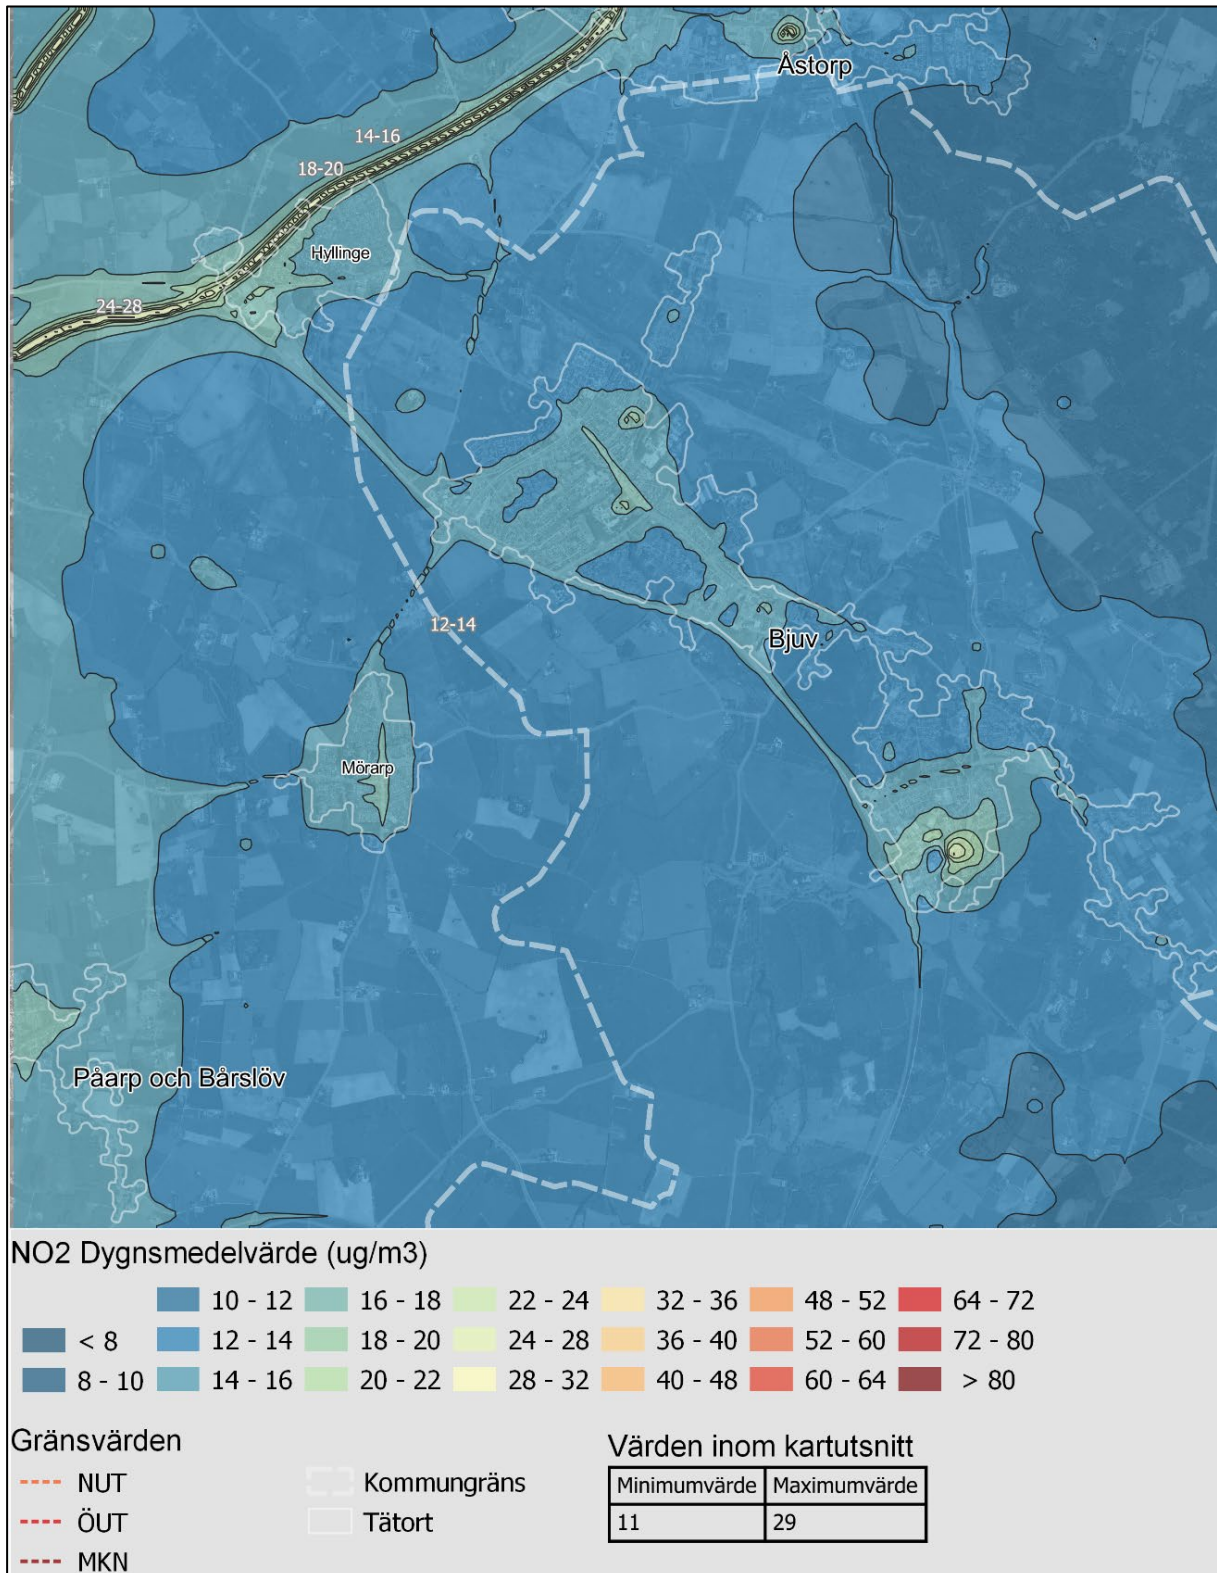 Åstorp
14-16
18-20
Hyllinge
24-28
12-14
Bjuv
Mörarp
Påarp och Bårslöv
NO2 Dygnsmedelvärde (ug/m3)
10 - 12 16 - 18 22 - 24 32 - 36 48 - 52 64 - 72
< 8 12 - 14 18 - 20 24 - 28 36 - 40 52 - 60 72 - 80
8 - 10 14 - 16 20 - 22 28 - 32 40 - 48 60 - 64 > 80
Gränsvärden
NUT
ÖUT
MKN
Kommungräns
Tätort
Värden inom kartutsnitt
Minimumvärde Maximumvärde
11 29